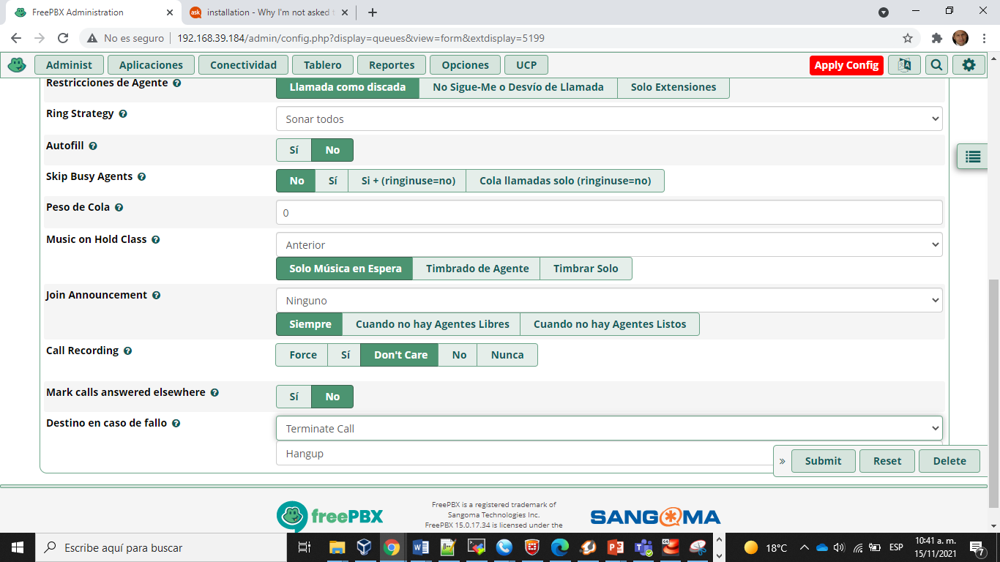 FreePBX Administration
installation - Why I'm not asked t
No es seguro
192.168.39.184/admin/config.php?display=queues&view=form&extdisplay=5199
Administ
Aplicaciones
Conectividad
Tablero
Reportes
Opciones
UCP
Apply Config
Restricciones de Agente
Llamada como discada
No Sigue-Me o Desvío de Llamada
Solo Extensiones
Ring Strategy
Sonar todos
Autofill
Sí
No
Skip Busy Agents
No
Sí
Si + (ringinuse=no)
Cola llamadas solo (ringinuse=no)
Peso de Cola
0
Music on Hold Class
Anterior
Solo Música en Espera
Timbrado de Agente
Timbrar Solo
Join Announcement
Ninguno
Siempre
Cuando no hay Agentes Libres
Cuando no hay Agentes Listos
Call Recording
Force
Sí
Don't Care
No
Nunca
Mark calls answered elsewhere
Sí
No
Destino en caso de fallo
Terminate Call
Hangup
» Submit
Reset
Delete
freePBX
FreePBX is a registered trademark of
Sangoma Technologies Inc.
FreePBX 15.0.17.34 is licensed under the
SANGOMA
Escribe aquí para buscar
18°C
ESP
10:41 a. m.
15/11/2021
7